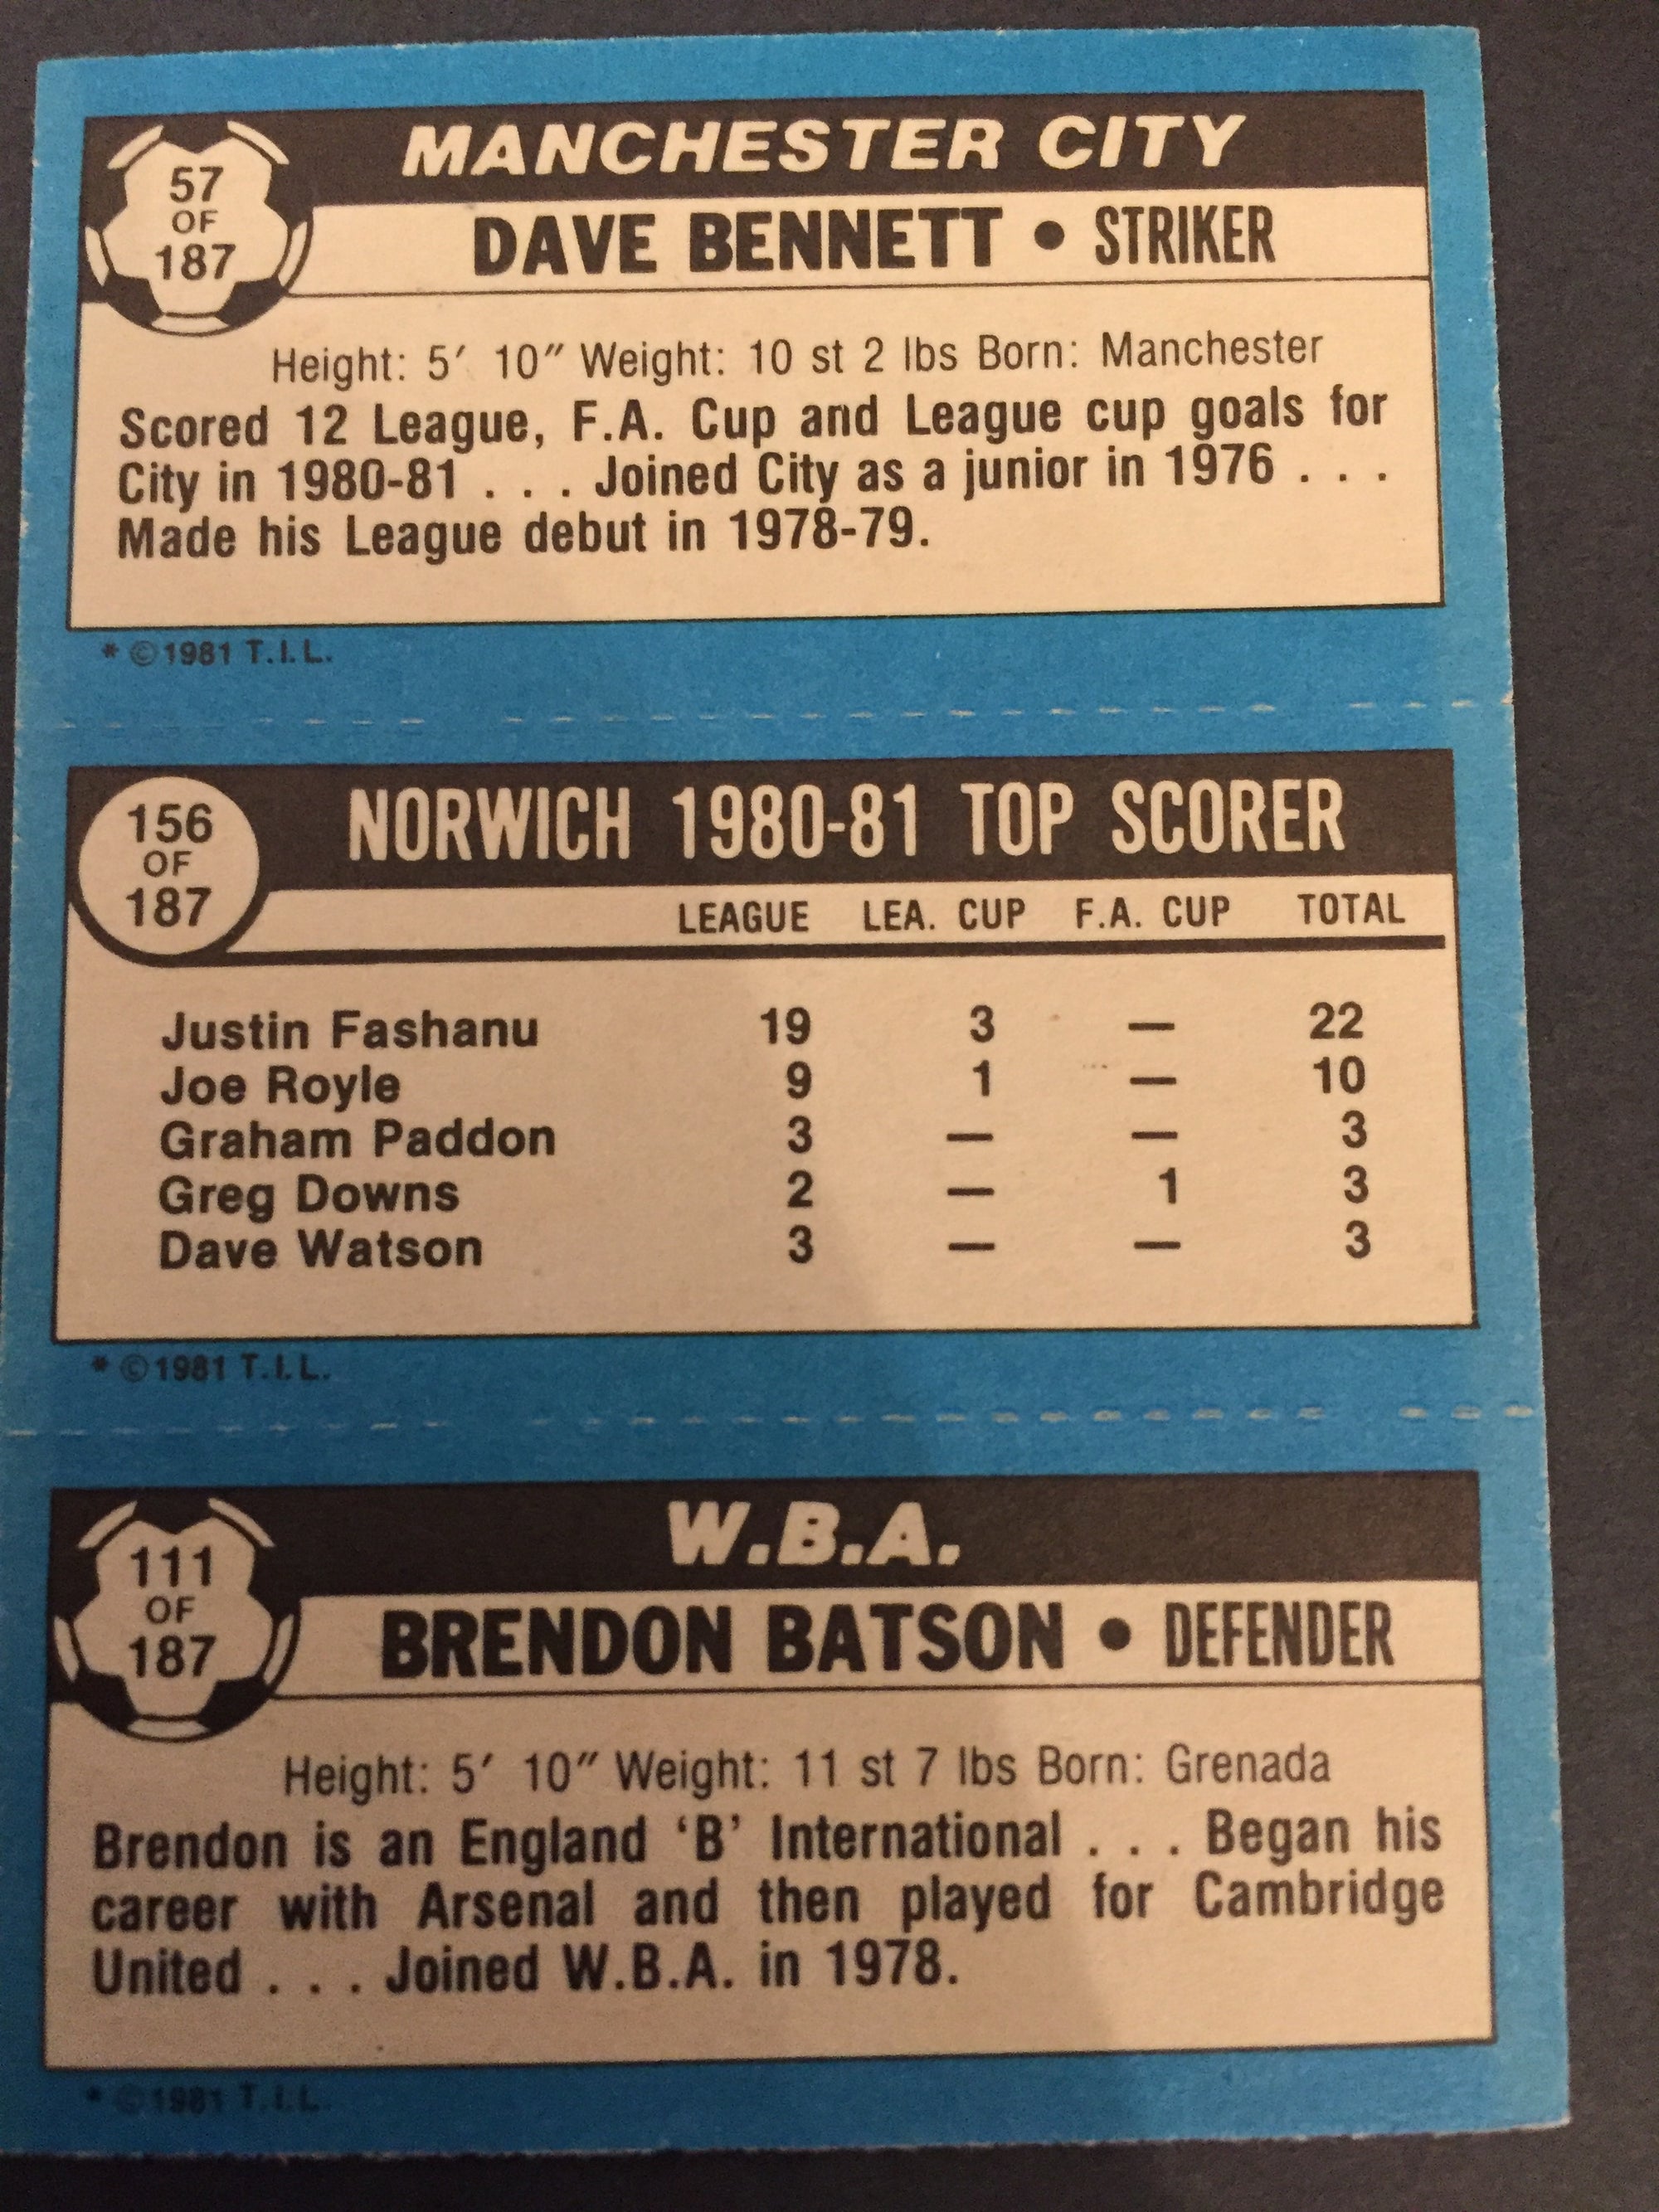 MANCHESTER CITY
57
OF
187
DAVE BENNETT • STRIKER
Height: 5′ 10″ Weight: 10 st 2 lbs Born: Manchester
Scored 12 League, F.A. Cup and League cup goals for
City in 1980-81 . . . Joined City as a junior in 1976 . . .
Made his League debut in 1978-79.
* ©1981 T.I.L.
156
OF
187
NORWICH 1980-81 TOP SCORER
LEAGUE LEA. CUP F.A. CUP TOTAL
Justin Fashanu 19 3 — 22
Joe Royle 9 1 — 10
Graham Paddon 3 — — 3
Greg Downs 2 — 1 3
Dave Watson 3 — — 3
* ©1981 T.I.L.
W.B.A.
111
OF
187
BRENDON BATSON • DEFENDER
Height: 5′ 10″ Weight: 11 st 7 lbs Born: Grenada
Brendon is an England ‘B’ International . . . Began his
career with Arsenal and then played for Cambridge
United . . . Joined W.B.A. in 1978.
* ©1981 T.I.L.